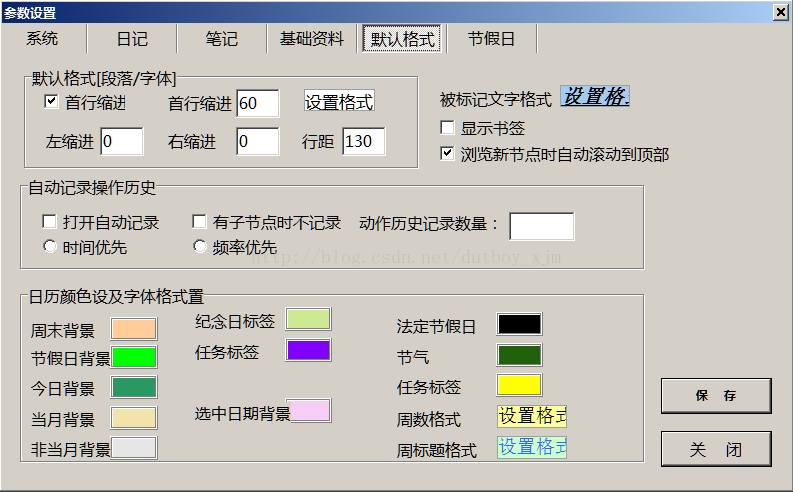 参数设置
系统 日记 笔记 基础资料 默认格式 节假日
默认格式[段落/字体]
首行缩进 首行缩进 60 设置格式
左缩进 0 右缩进 0 行距 130
被标记文字格式 设置格.
显示书签
浏览新节点时自动滚动到顶部
自动记录操作历史
打开自动记录 有子节点时不记录 动作历史记录数量：
时间优先 频率优先
http://blog.csdn.net/dutboy_xjm
日历颜色设及字体格式置
周末背景 纪念日标签 法定节假日
节假日背景 任务标签 节气
今日背景 任务标签
当月背景 选中日期背景 周数格式 设置格式
非当月背景 周标题格式 设置格式
保 存
关 闭